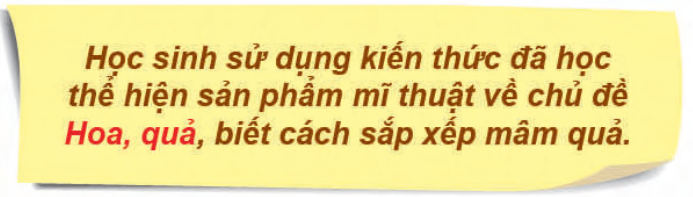 Học sinh sử dụng kiến thức đã học
thể hiện sản phẩm mĩ thuật về chủ đề
Hoa, quả, biết cách sắp xếp mâm quả.